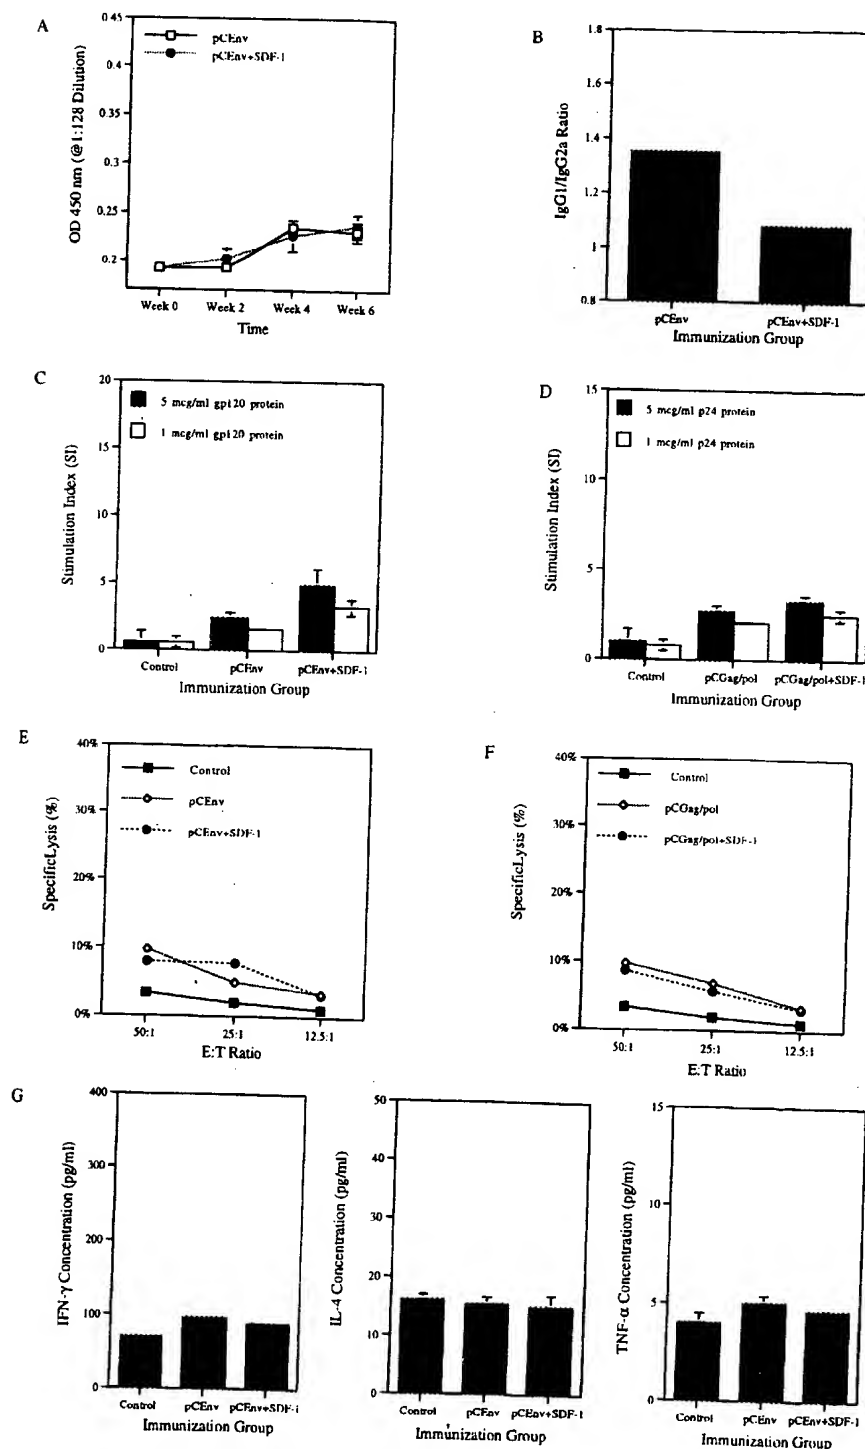 A
pCEnv
pCEnv+SDF-1
OD 450 nm (@1:128 Dilution)
0.45
0.4
0.35
0.3
0.25
0.2
Week 0 Week 2 Week 4 Week 6
Time
B
IgG1/IgG2a Ratio
1.8
1.6
1.4
1.2
1
0.8
pCEnv pCEnv+SDF-1
Immunization Group
C
5 mcg/ml gp120 protein
1 mcg/ml gp120 protein
Stimulation Index (SI)
20
15
10
5
0
Control pCEnv pCEnv+SDF-1
Immunization Group
D
5 mcg/ml p24 protein
1 mcg/ml p24 protein
Stimulation Index (SI)
15
10
5
0
Control pCGag/pol pCGag/pol+SDF-1
Immunization Group
E
Control
pCEnv
pCEnv+SDF-1
SpecificLysis (%)
40%
30%
20%
10%
0%
50:1 25:1 12.5:1
E:T Ratio
F
Control
pCGag/pol
pCGag/pol+SDF-1
SpecificLysis (%)
40%
30%
20%
10%
0%
50:1 25:1 12.5:1
E:T Ratio
G
IFN-γ Concentration (pg/ml)
400
300
200
100
0
Control pCEnv pCEnv+SDF-1
Immunization Group
IL-4 Concentration (pg/ml)
50
40
30
20
10
0
Control pCEnv pCEnv+SDF-1
Immunization Group
TNF-α Concentration (pg/ml)
15
10
5
0
Control pCEnv pCEnv+SDF-1
Immunization Group